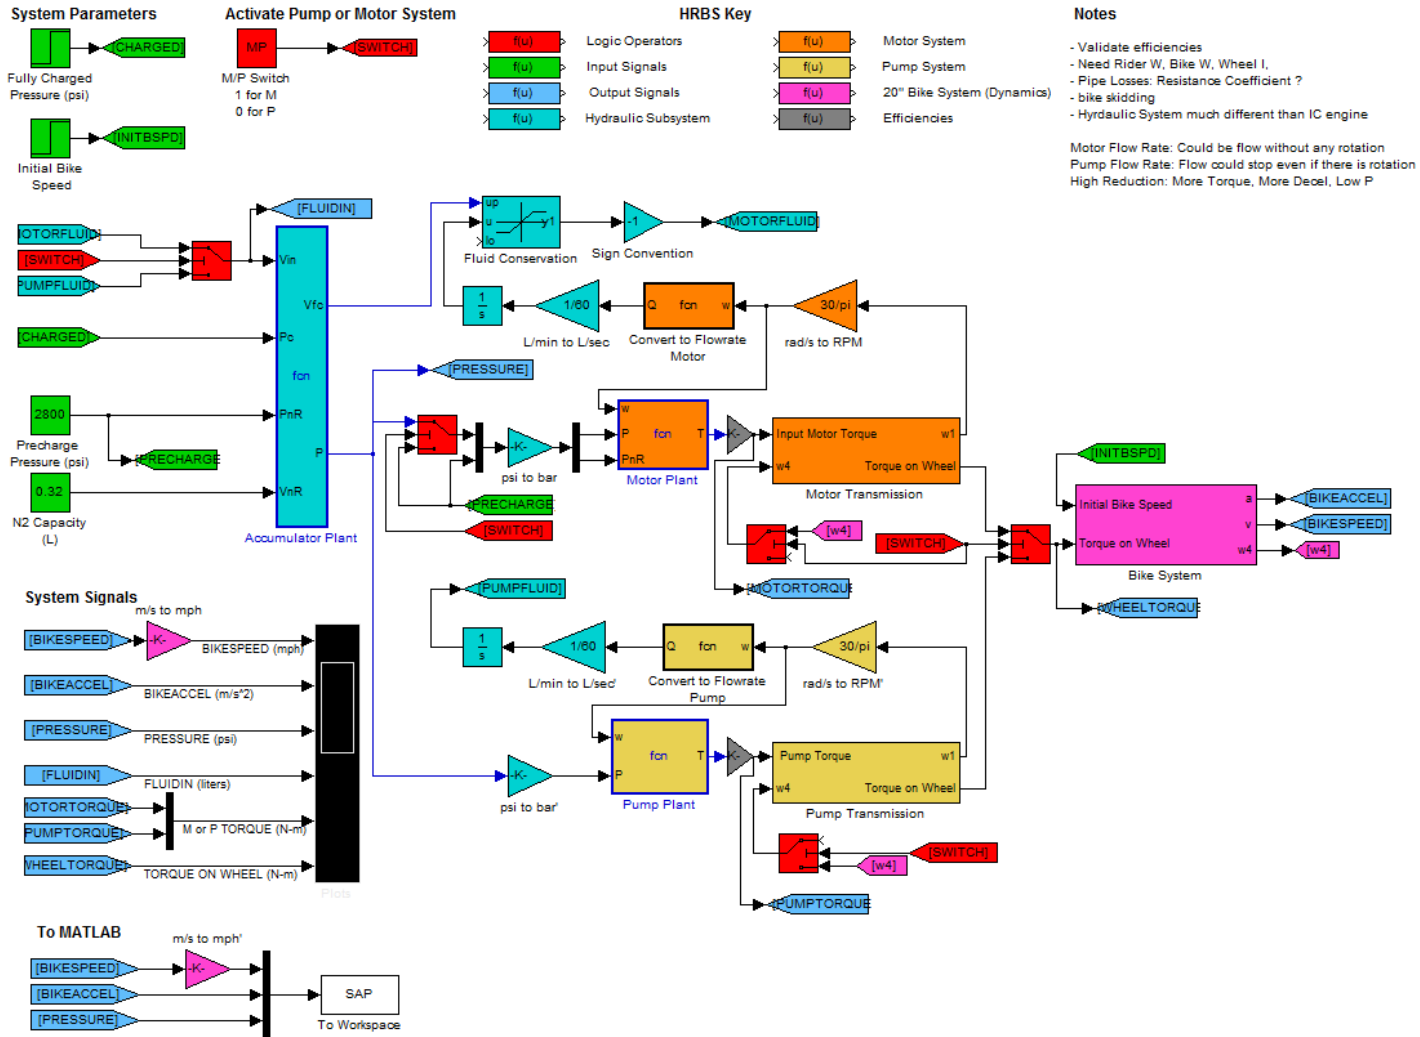 System Parameters
Activate Pump or Motor System
HRBS Key
Notes
[CHARGED]
Fully Charged
Pressure (psi)
MP
[SWITCH]
M/P Switch
1 for M
0 for P
f(u)
Logic Operators
f(u)
Input Signals
f(u)
Output Signals
f(u)
Hydraulic Subsystem
f(u)
Motor System
f(u)
Pump System
f(u)
20" Bike System (Dynamics)
f(u)
Efficiencies
- Validate efficiencies
- Need Rider W, Bike W, Wheel I,
- Pipe Losses: Resistance Coefficient ?
- bike skidding
- Hyrdaulic System much different than IC engine
Motor Flow Rate: Could be flow without any rotation
Pump Flow Rate: Flow could stop even if there is rotation
High Reduction: More Torque, More Decel, Low P
[INITBSPD]
Initial Bike
Speed
[FLUIDIN]
IOTORFLUID]
[SWITCH]
PUMPFLUID]
[CHARGED]
2800
Precharge
Pressure (psi)
[PRECHARGE
0.32
N2 Capacity
(L)
Vin
Vfc
Pc
fcn
PnR
P
VnR
Accumulator Plant
up
u
lo
y1
Fluid Conservation
-1
Sign Convention
[MOTORFLUID]
1
s
1/60
L/min to L/sec
Q fcn w
Convert to Flowrate
Motor
30/pi
rad/s to RPM
[PRESSURE]
-K-
psi to bar
[PRECHARGE
[SWITCH]
w
P fcn T
PnR
Motor Plant
K-
Input Motor Torque w1
w4 Torque on Wheel
Motor Transmission
[w4]
[SWITCH]
[MOTORTORQUE
[INITBSPD]
Initial Bike Speed a
v
Torque on Wheel w4
Bike System
[BIKEACCEL]
[BIKESPEED]
[w4]
[WHEELTORQUE
[PUMPFLUID]
1
s
1/60
L/min to L/sec'
Q fcn w
Convert to Flowrate
Pump
30/pi
rad/s to RPM'
-K-
psi to bar'
w
fcn T
P
Pump Plant
K-
Pump Torque w1
w4 Torque on Wheel
Pump Transmission
[SWITCH]
[w4]
[PUMPTORQUE
System Signals
m/s to mph
[BIKESPEED]
-K-
BIKESPEED (mph)
[BIKEACCEL]
BIKEACCEL (m/s^2)
[PRESSURE]
PRESSURE (psi)
[FLUIDIN]
FLUIDIN (liters)
IOTORTORQUE]
PUMPTORQUE]
M or P TORQUE (N-m)
WHEELTORQUE]
TORQUE ON WHEEL (N-m)
Plots
To MATLAB
m/s to mph'
[BIKESPEED]
-K-
[BIKEACCEL]
[PRESSURE]
SAP
To Workspace